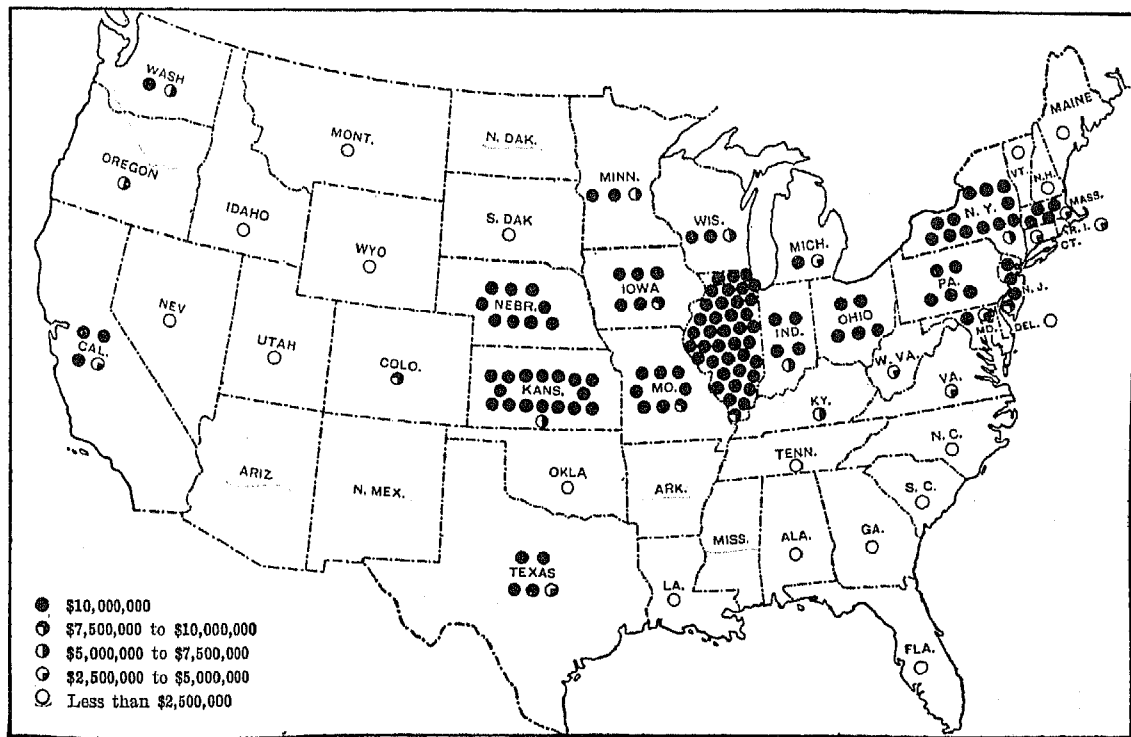 WASH
MONT.
N. DAK.
MINN.
MAINE
OREGON
IDAHO
WYO
S. DAK
WIS.
MICH.
VT.
N.H.
N. Y.
MASS.
R. I.
CT.
NEV
UTAH
COLO.
NEBR.
IOWA
IND.
OHIO
PA.
N. J.
MD.
DEL.
CAL.
KANS.
MO.
W. VA.
VA.
KY.
ARIZ
N. MEX.
OKLA
ARK.
TENN.
N. C.
S. C.
TEXAS
LA.
MISS.
ALA.
GA.
FLA.
$10,000,000
$7,500,000 to $10,000,000
$5,000,000 to $7,500,000
$2,500,000 to $5,000,000
Less than $2,500,000